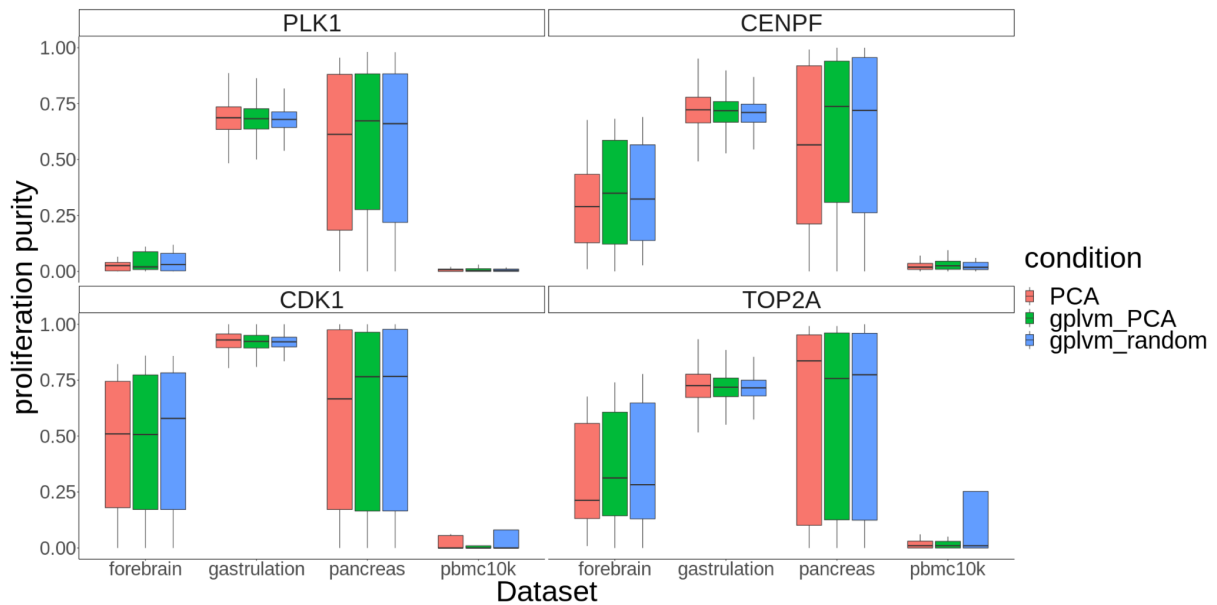 PLK1 CENPF
1.00
0.75
0.50
0.25
0.00
CDK1 TOP2A
1.00
0.75
0.50
0.25
0.00
proliferation purity
forebrain gastrulation pancreas pbmc10k forebrain gastrulation pancreas pbmc10k
Dataset
condition
PCA
gplvm_PCA
gplvm_random